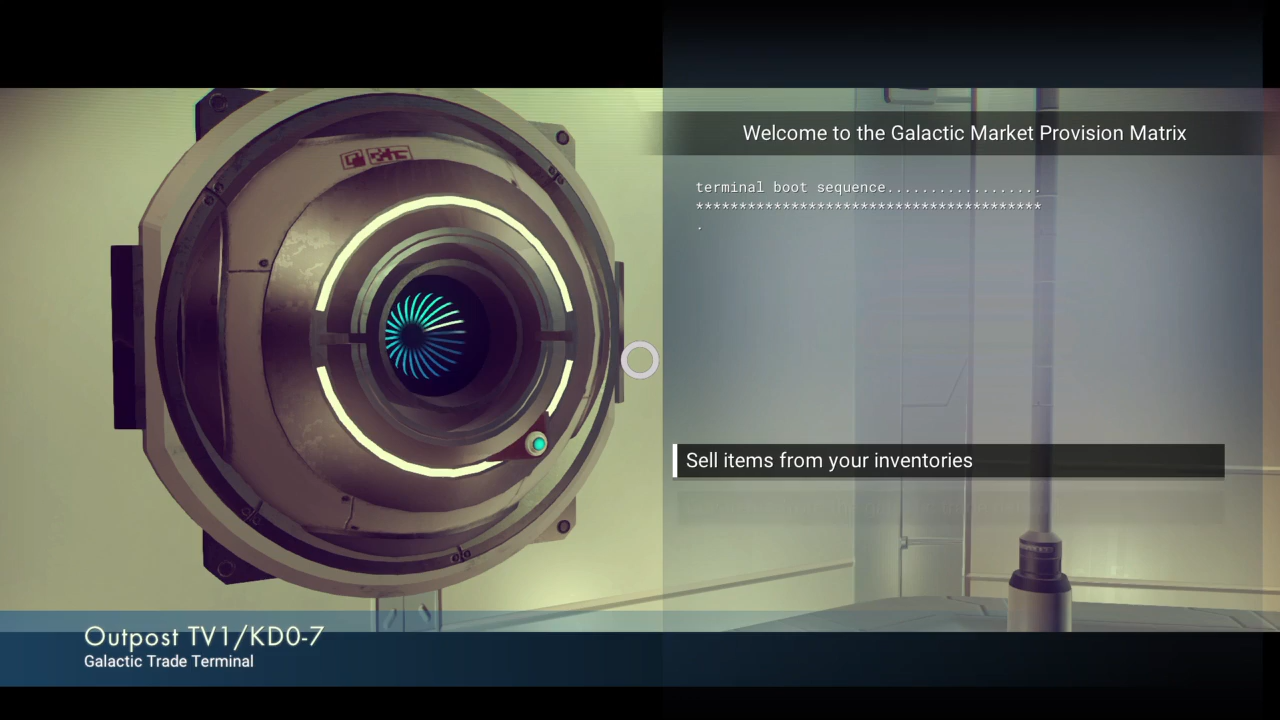 Welcome to the Galactic Market Provision Matrix
terminal boot sequence..................
****************************************
.
Sell items from your inventories
Outpost TV1/KD0-7
Galactic Trade Terminal